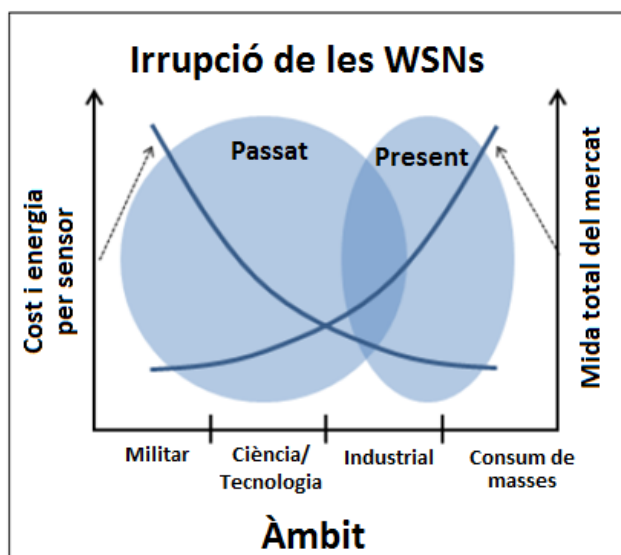 Irrupció de les WSNs
Passat
Present
Cost i energia
per sensor
Mida total del mercat
Militar
Ciència/
Tecnologia
Industrial
Consum de
masses
Àmbit